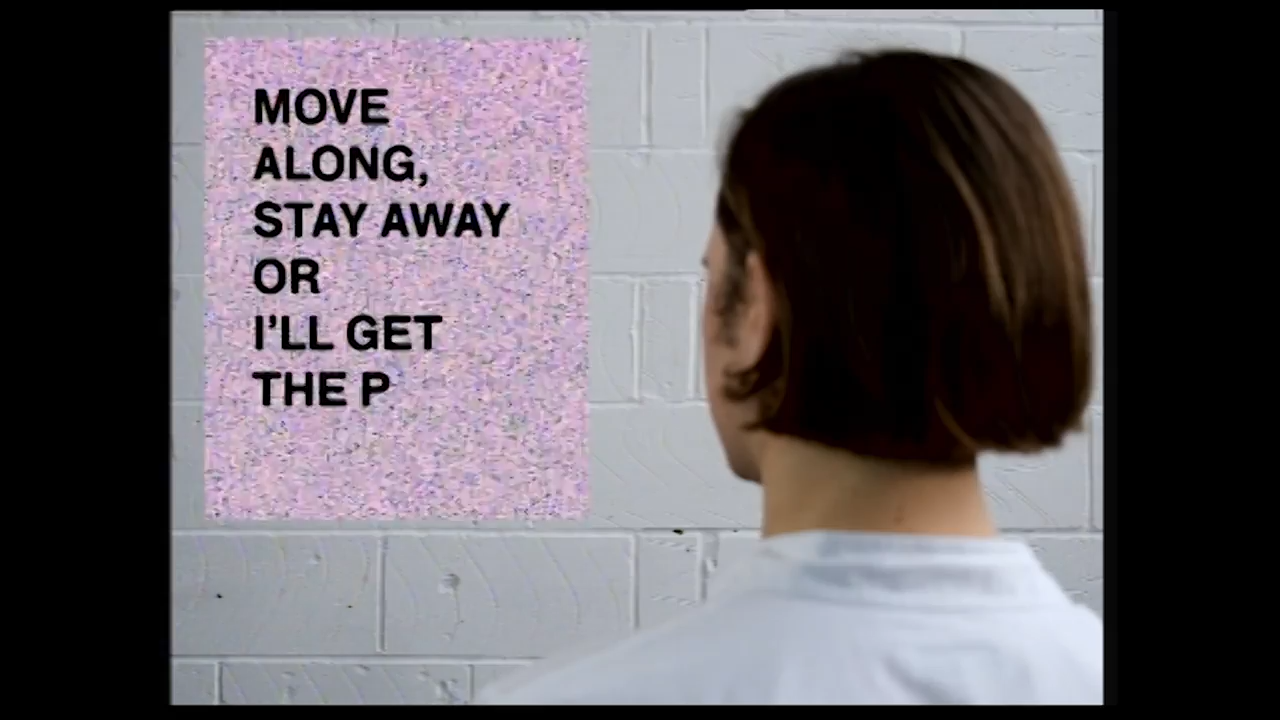 MOVE
ALONG,
STAY AWAY
OR
I'LL GET
THE P